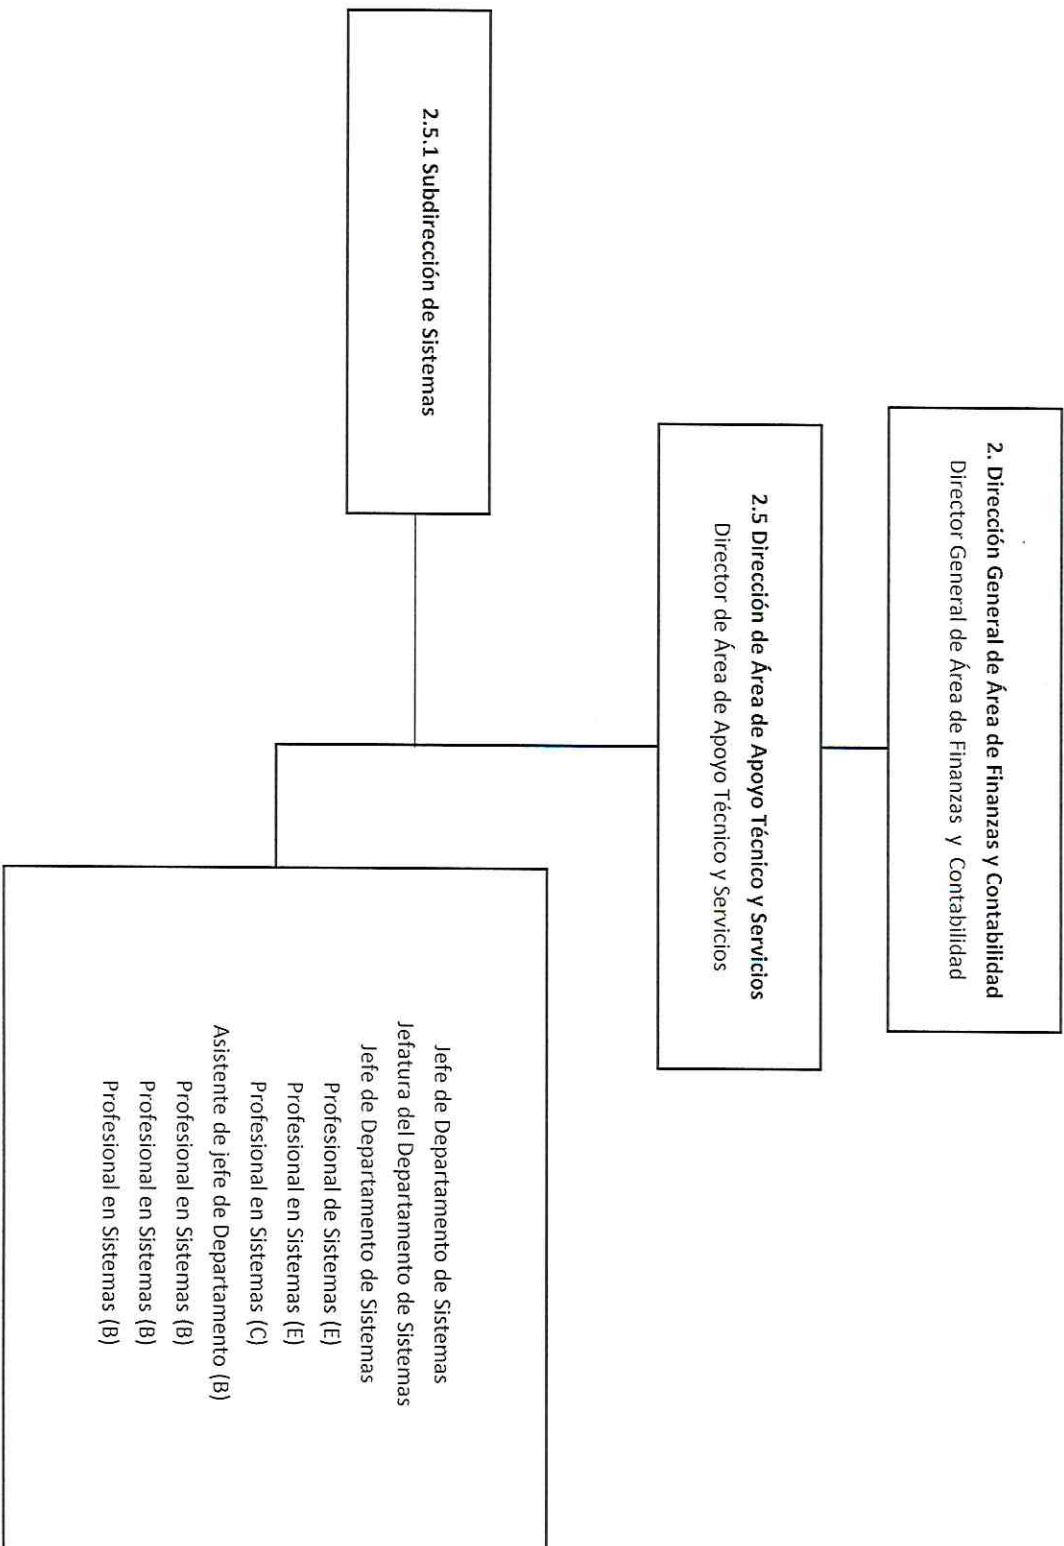 2. Dirección General de Área de Finanzas y Contabilidad
Director General de Área de Finanzas y Contabilidad
2.5 Dirección de Área de Apoyo Técnico y Servicios
Director de Área de Apoyo Técnico y Servicios
2.5.1 Subdirección de Sistemas
Jefe de Departamento de Sistemas
Jefatura del Departamento de Sistemas
Jefe de Departamento de Sistemas
Profesional de Sistemas (E)
Profesional en Sistemas (E)
Profesional en Sistemas (C)
Asistente de jefe de Departamento (B)
Profesional en Sistemas (B)
Profesional en Sistemas (B)
Profesional en Sistemas (B)